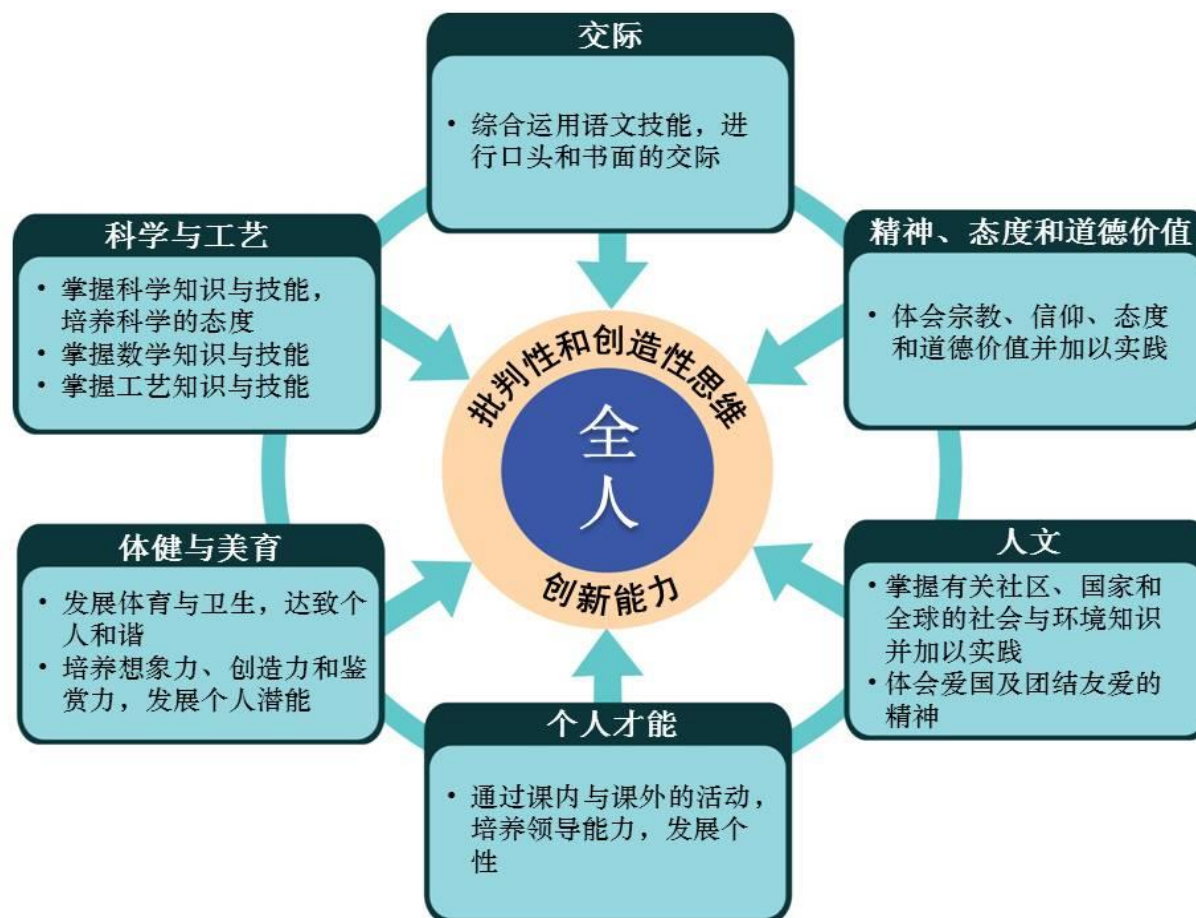 交际
• 综合运用语文技能，进
行口头和书面的交际
科学与工艺
• 掌握科学知识与技能，
培养科学的态度
• 掌握数学知识与技能
• 掌握工艺知识与技能
精神、态度和道德价值
• 体会宗教、信仰、态度
和道德价值并加以实践
批判性和创造性思维
全
人
创新能力
体健与美育
• 发展体育与卫生，达致个
人和谐
• 培养想象力、创造力和鉴
赏力，发展个人潜能
人文
• 掌握有关社区、国家和
全球的社会与环境知识
并加以实践
• 体会爱国及团结友爱的
精神
个人才能
• 通过课内与课外的活动，
培养领导能力，发展个
性